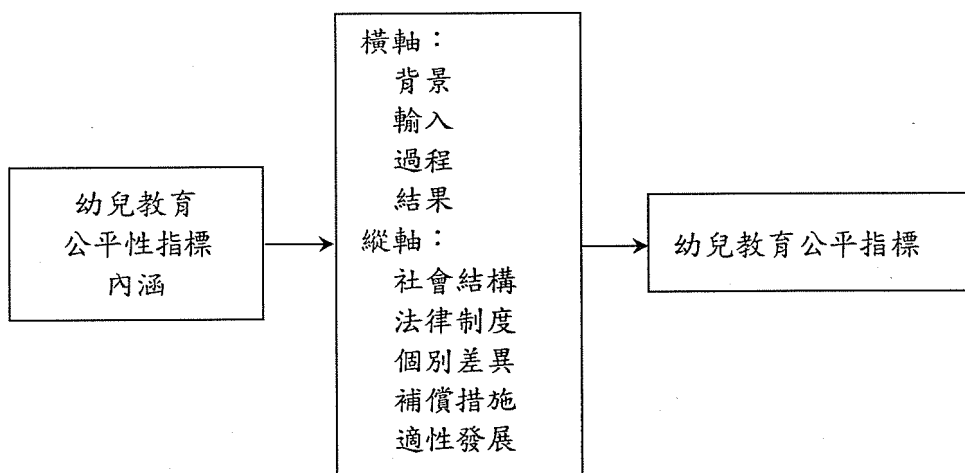 幼兒教育
公平性指標
內涵
橫軸：
背景
輸入
過程
結果
縱軸：
社會結構
法律制度
個別差異
補償措施
適性發展
幼兒教育公平指標